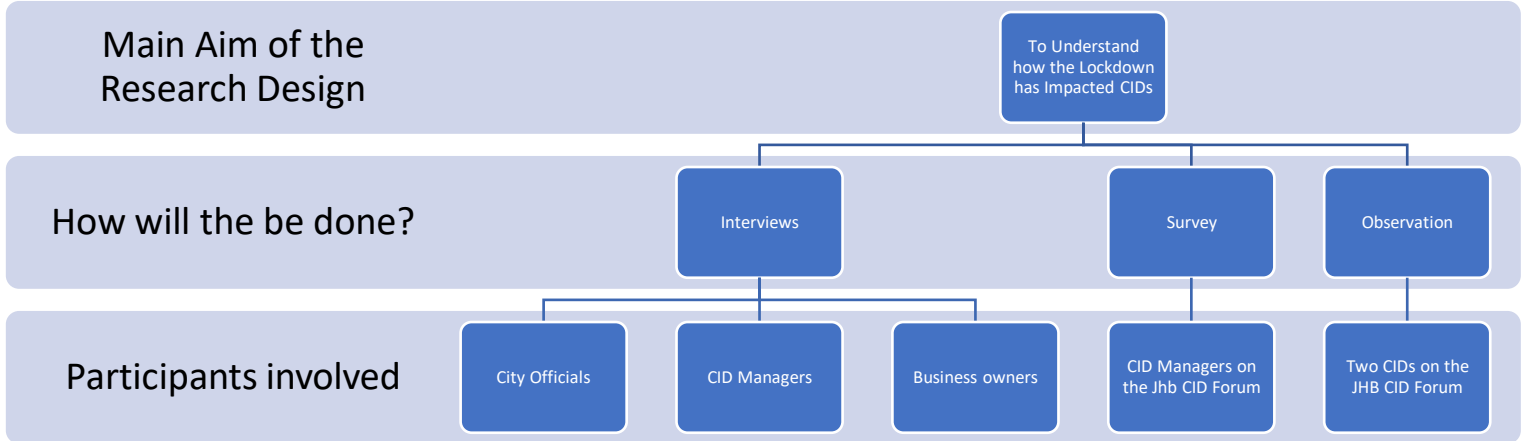 Main Aim of the
Research Design
To Understand
how the Lockdown
has Impacted CIDs
How will the be done?
Interviews
Survey
Observation
Participants involved
City Officials
CID Managers
Business owners
CID Managers on
the Jhb CID Forum
Two CIDs on the
JHB CID Forum